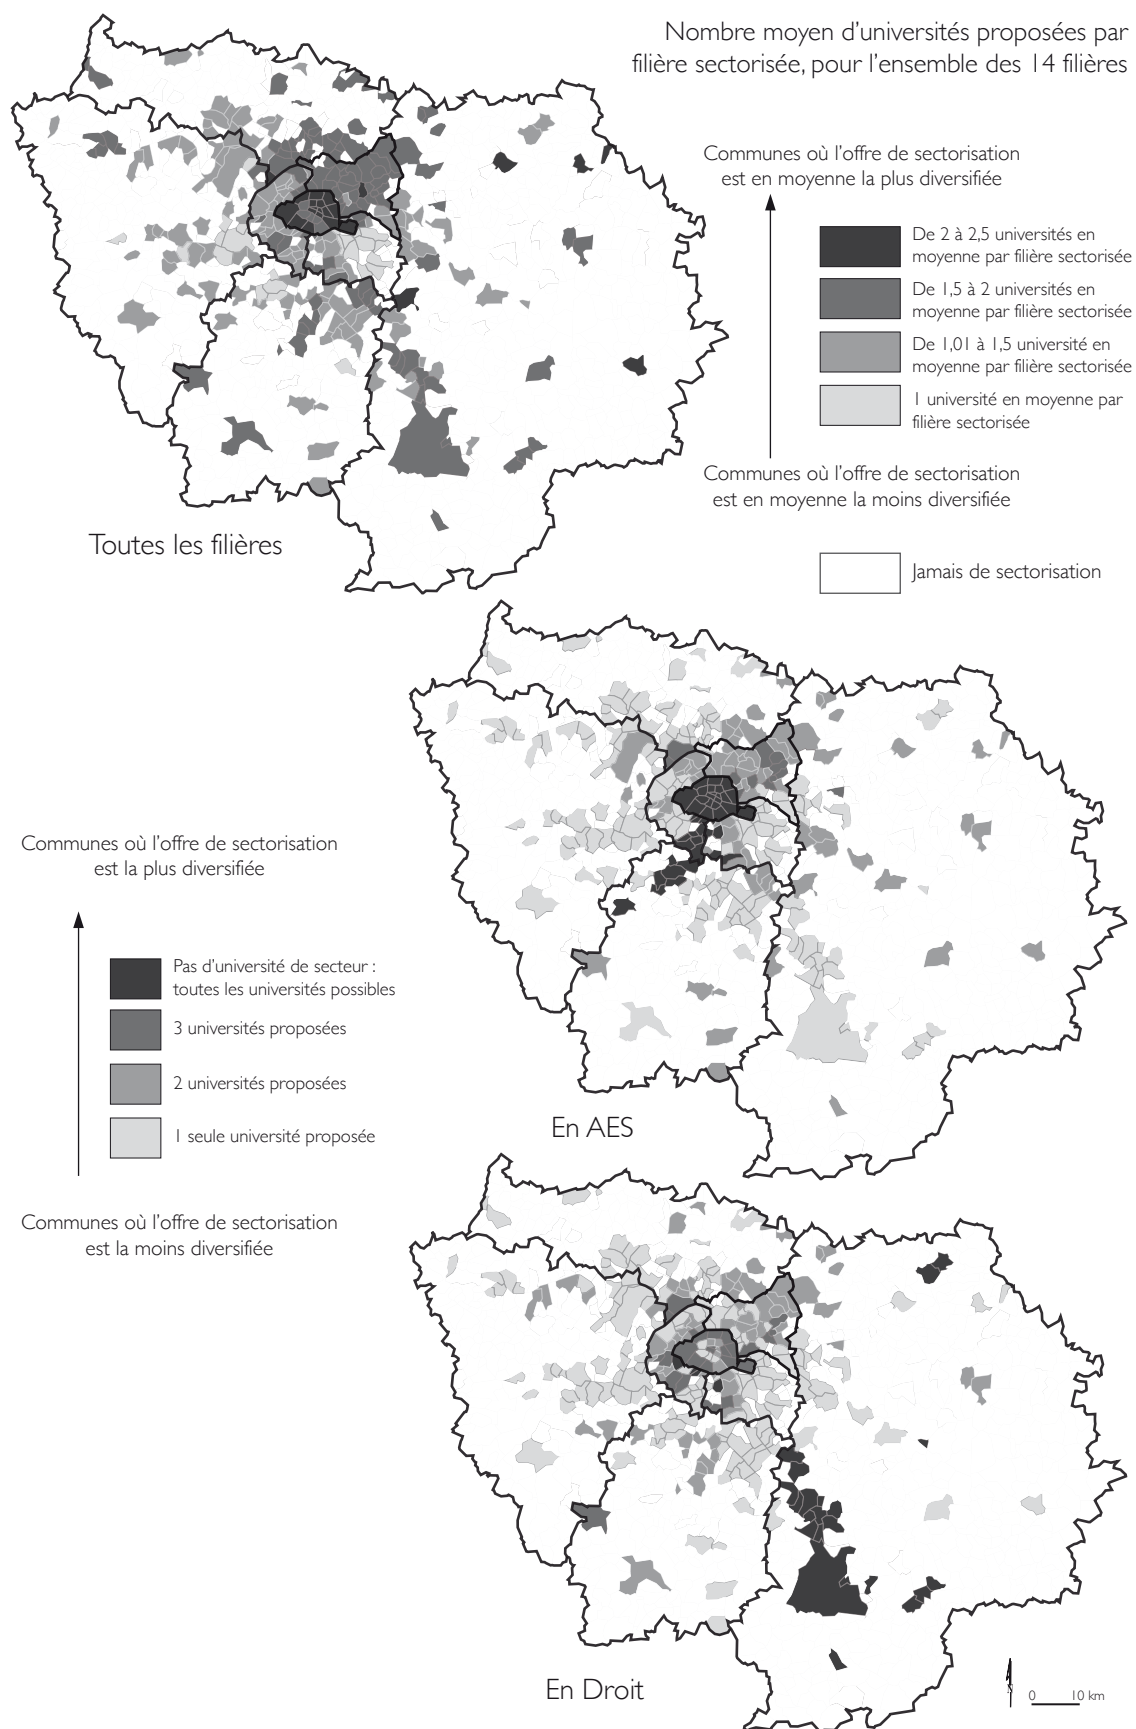 Nombre moyen d'universités proposées par
filière sectorisée, pour l'ensemble des 14 filières
Communes où l'offre de sectorisation
est en moyenne la plus diversifiée
De 2 à 2,5 universités en
moyenne par filière sectorisée
De 1,5 à 2 universités en
moyenne par filière sectorisée
De 1,01 à 1,5 université en
moyenne par filière sectorisée
1 université en moyenne par
filière sectorisée
Communes où l'offre de sectorisation
est en moyenne la moins diversifiée
Toutes les filières
Jamais de sectorisation
Communes où l'offre de sectorisation
est la plus diversifiée
Pas d'université de secteur :
toutes les universités possibles
3 universités proposées
2 universités proposées
1 seule université proposée
En AES
Communes où l'offre de sectorisation
est la moins diversifiée
En Droit
N
0 10 km